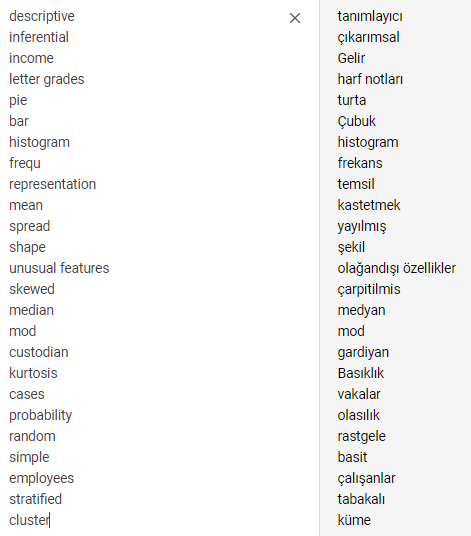 descriptive
inferential
income
letter grades
pie
bar
histogram
frequ
representation
mean
spread
shape
unusual features
skewed
median
mod
custodian
kurtosis
cases
probability
random
simple
employees
stratified
cluster
tanımlayıcı
çıkarımsal
Gelir
harf notları
turta
Çubuk
histogram
frekans
temsil
kastetmek
yayılmış
şekil
olağandışı özellikler
çarpitilmis
medyan
mod
gardiyan
Basıklık
vakalar
olasılık
rastgele
basit
çalışanlar
tabakalı
küme